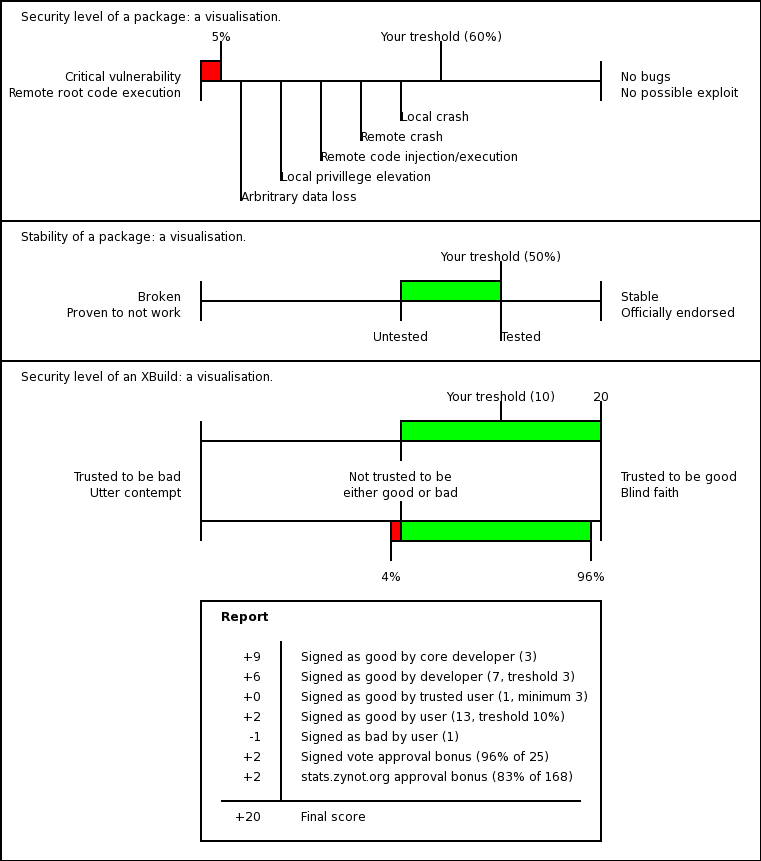 Security level of a package: a visualisation.
5%
Your treshold (60%)
Critical vulnerability
Remote root code execution
No bugs
No possible exploit
Local crash
Remote crash
Remote code injection/execution
Local privillege elevation
Arbritrary data loss
Stability of a package: a visualisation.
Your treshold (50%)
Broken
Proven to not work
Stable
Officially endorsed
Untested
Tested
Security level of an XBuild: a visualisation.
Your treshold (10)
20
Trusted to be bad
Utter contempt
Not trusted to be
either good or bad
Trusted to be good
Blind faith
4%
96%
Report
+9 Signed as good by core developer (3)
+6 Signed as good by developer (7, treshold 3)
+0 Signed as good by trusted user (1, minimum 3)
+2 Signed as good by user (13, treshold 10%)
-1 Signed as bad by user (1)
+2 Signed vote approval bonus (96% of 25)
+2 stats.zynot.org approval bonus (83% of 168)
+20 Final score